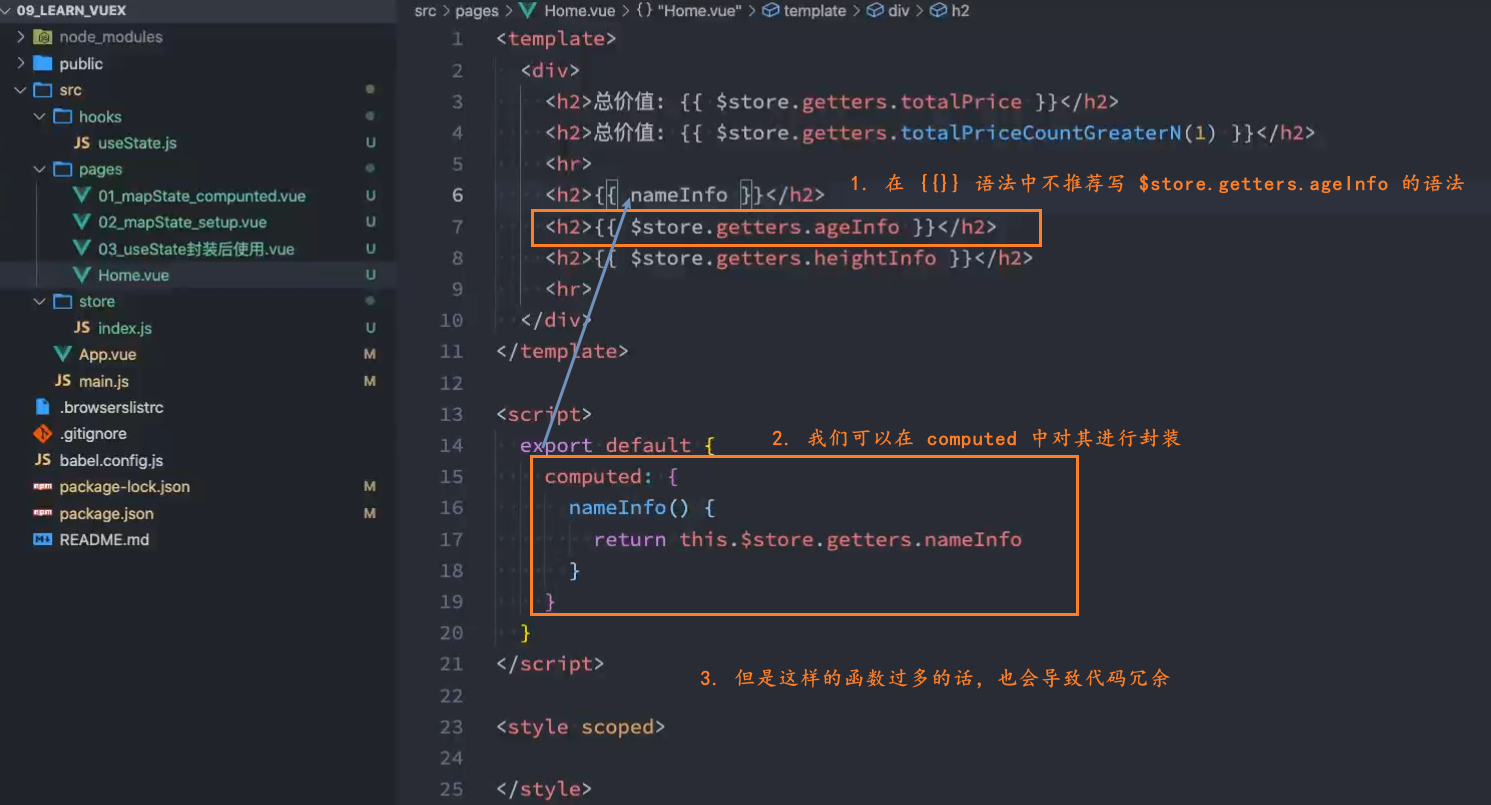 09_LEARN_VUEX
node_modules
public
src
hooks
JS useState.js U
pages
01_mapState_compunted.vue U
02_mapState_setup.vue U
03_useState封装后使用.vue U
Home.vue U
store
JS index.js U
App.vue M
JS main.js M
.browserslistrc
.gitignore
JS babel.config.js
npm package-lock.json M
npm package.json M
README.md
src > pages > Home.vue > {} "Home.vue" > template > div > h2
1 <template>
2 <div>
3 <h2>总价值: {{ $store.getters.totalPrice }}</h2>
4 <h2>总价值: {{ $store.getters.totalPriceCountGreaterN(1) }}</h2>
5 <hr>
6 <h2>{{ nameInfo }}</h2>
1. 在 {{}} 语法中不推荐写 $store.getters.ageInfo 的语法
7 <h2>{{ $store.getters.ageInfo }}</h2>
8 <h2>{{ $store.getters.heightInfo }}</h2>
9 <hr>
10 </div>
11 </template>
12
13 <script>
14 export default {
2. 我们可以在 computed 中对其进行封装
15 computed: {
16 nameInfo() {
17 return this.$store.getters.nameInfo
18 }
19 }
20 }
21 </script>
3. 但是这样的函数过多的话，也会导致代码冗余
22
23 <style scoped>
24
25 </style>